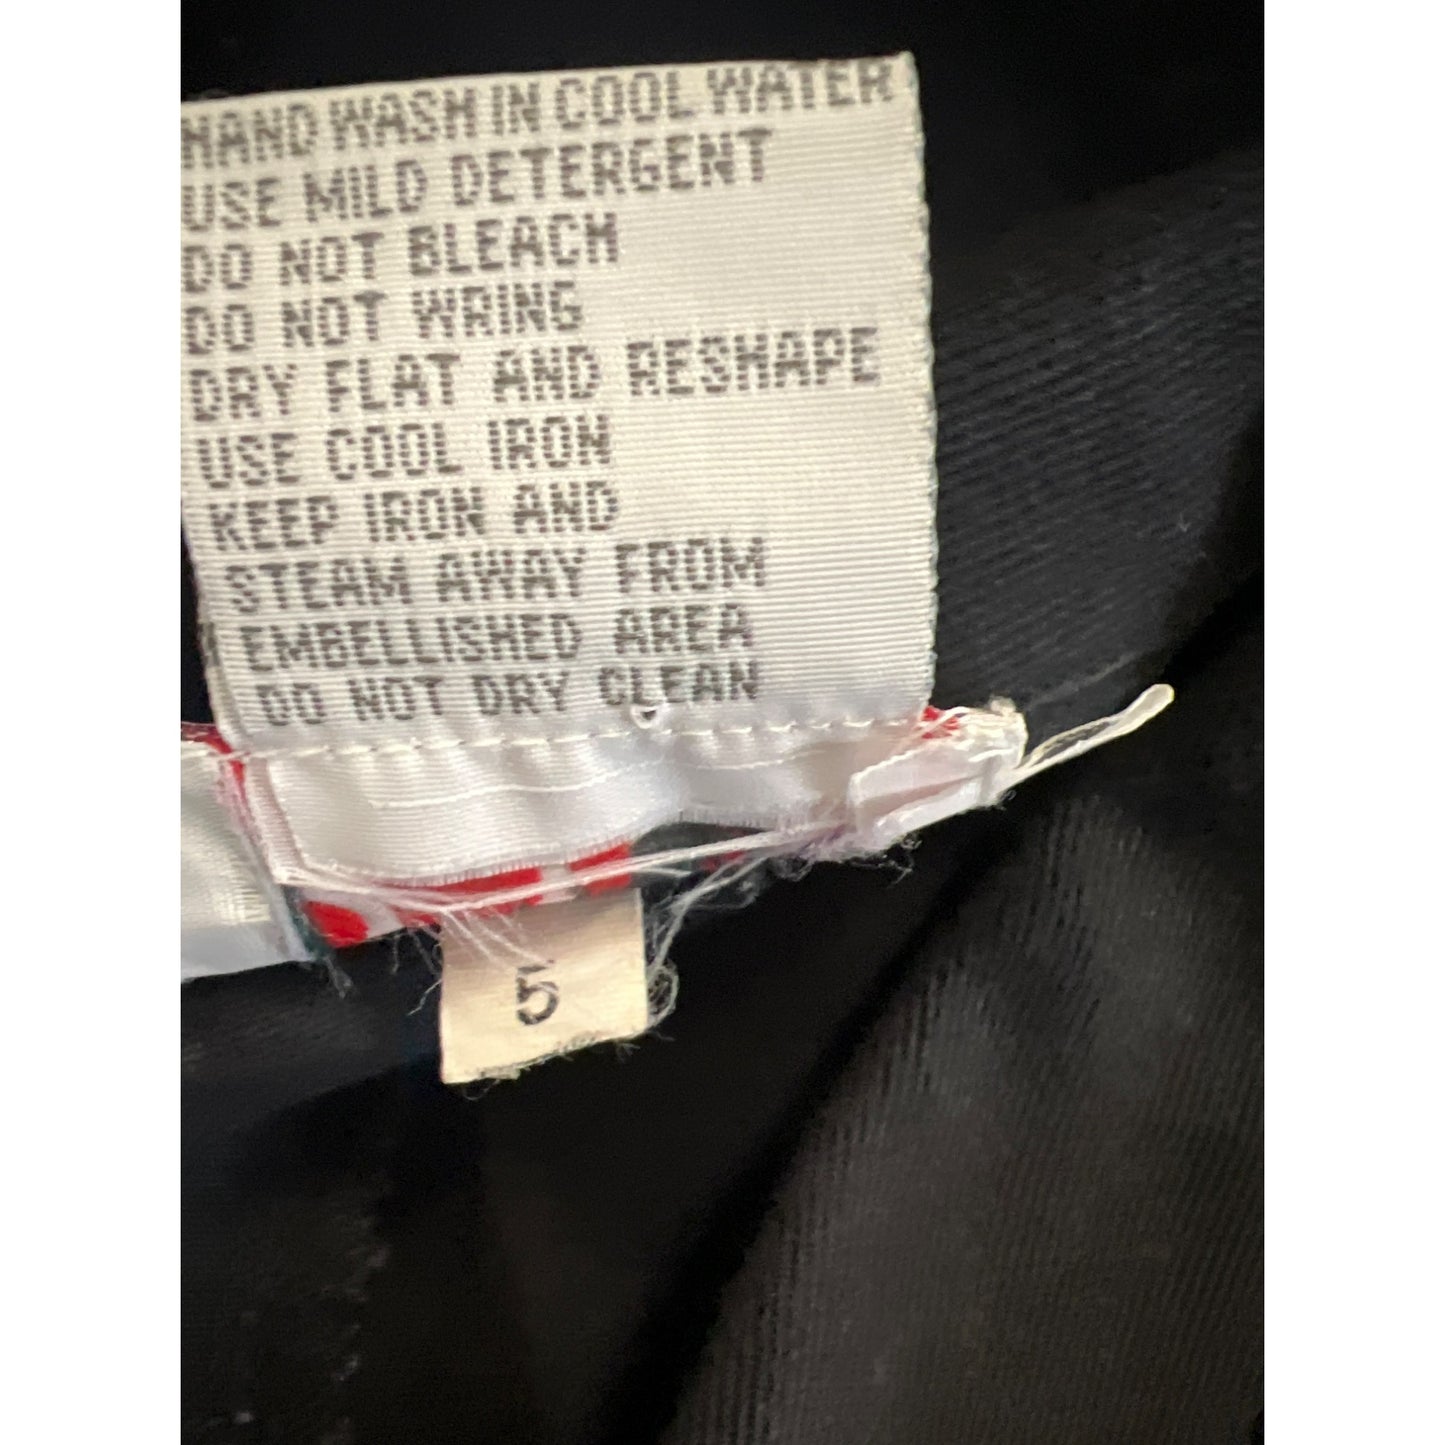 HAND WASH IN COOL WATER
USE MILD DETERGENT
DO NOT BLEACH
DO NOT WRING
DRY FLAT AND RESHAPE
USE COOL IRON
KEEP IRON AND
STEAM AWAY FROM
EMBELLISHED AREA
DO NOT DRY CLEAN
5